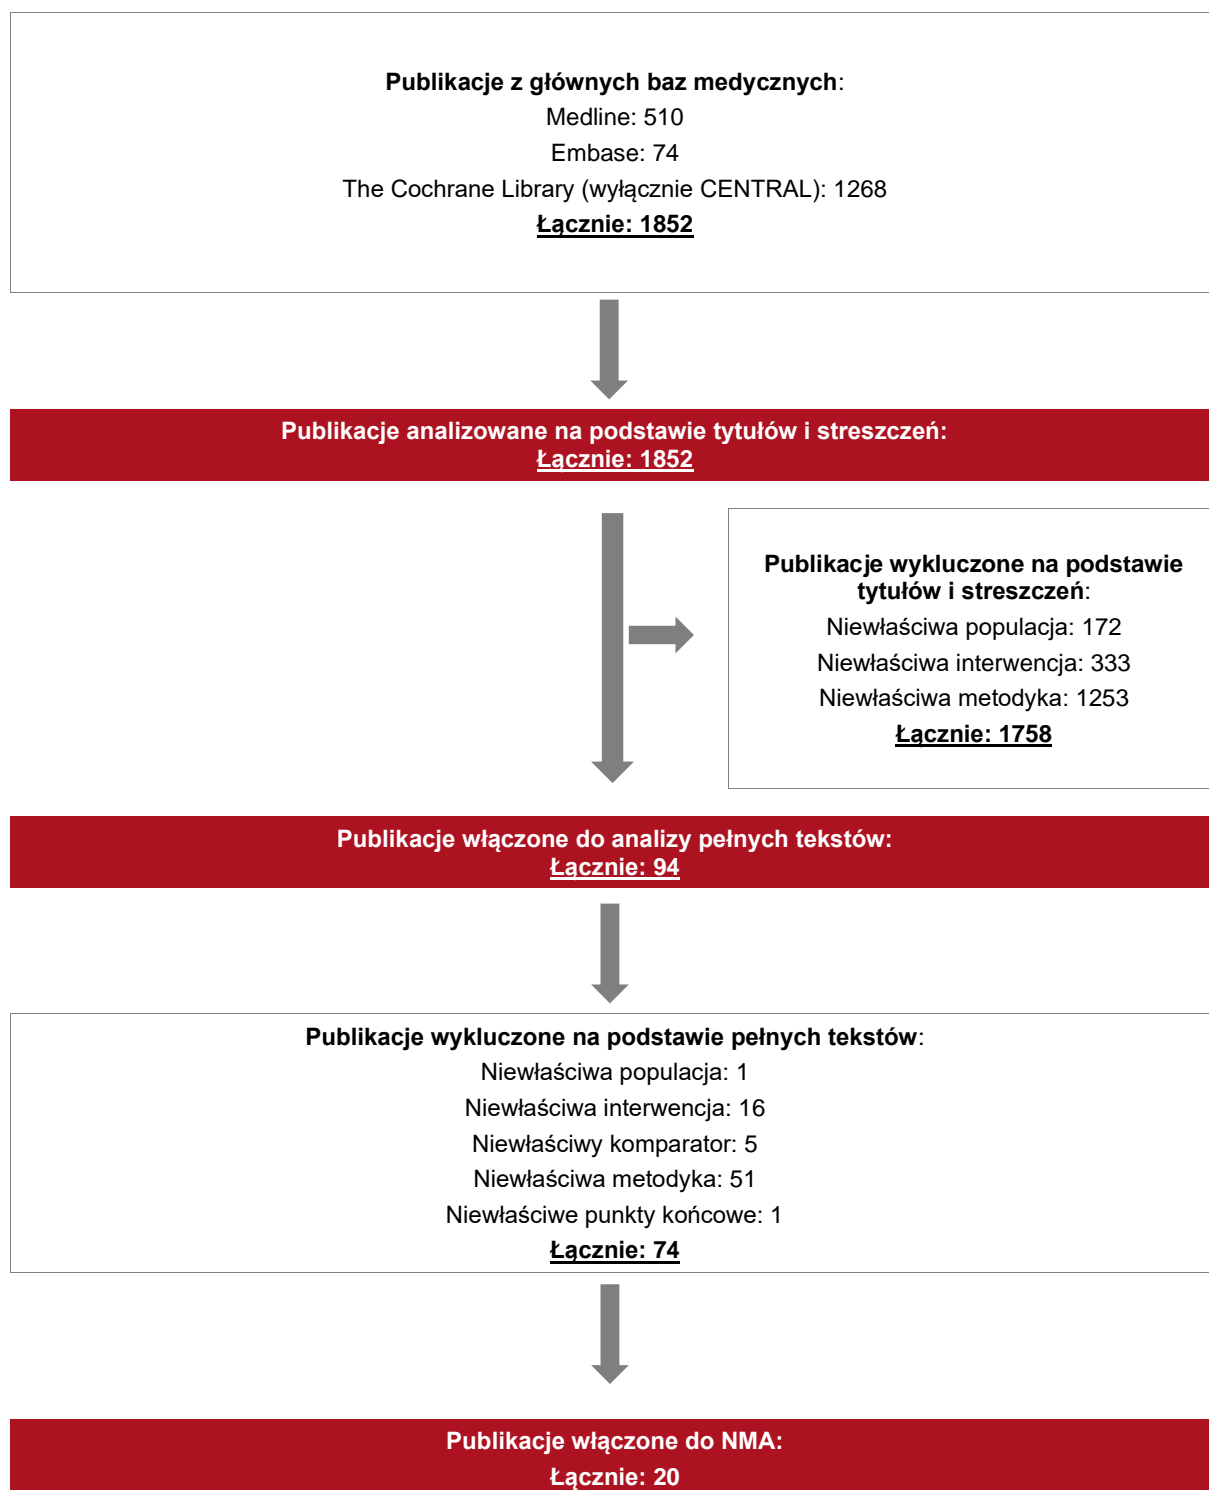 Publikacje z głównych baz medycznych:
Medline: 510
Embase: 74
The Cochrane Library (wyłącznie CENTRAL): 1268
Łącznie: 1852
Publikacje analizowane na podstawie tytułów i streszczeń:
Łącznie: 1852
Publikacje wykluczone na podstawie
tytułów i streszczeń:
Niewłaściwa populacja: 172
Niewłaściwa interwencja: 333
Niewłaściwa metodyka: 1253
Łącznie: 1758
Publikacje włączone do analizy pełnych tekstów:
Łącznie: 94
Publikacje wykluczone na podstawie pełnych tekstów:
Niewłaściwa populacja: 1
Niewłaściwa interwencja: 16
Niewłaściwy komparator: 5
Niewłaściwa metodyka: 51
Niewłaściwe punkty końcowe: 1
Łącznie: 74
Publikacje włączone do NMA:
Łącznie: 20